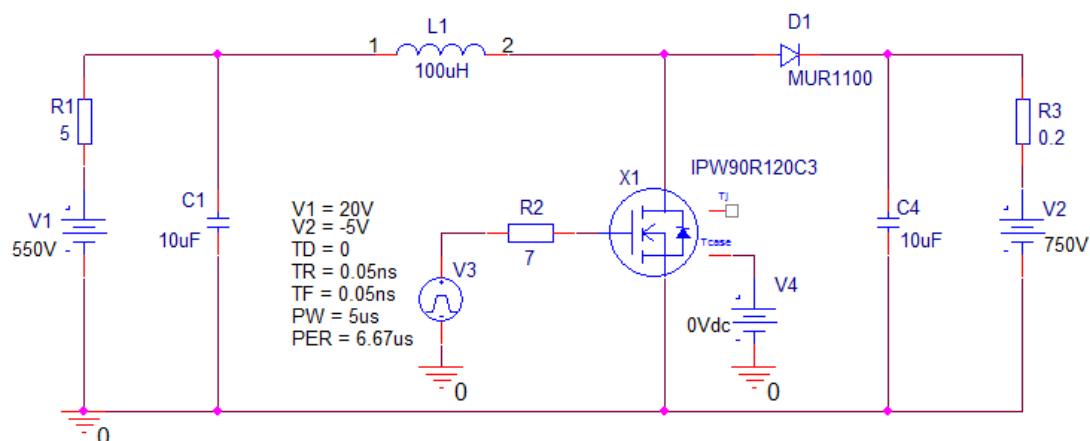 L1
1
2
100uH
D1
MUR1100
R1
5
R3
0.2
IPW90R120C3
X1
Tj
C1
10uF
V1 = 20V
V2 = -5V
TD = 0
TR = 0.05ns
TF = 0.05ns
PW = 5us
PER = 6.67us
R2
7
Tcase
C4
10uF
V1
550V
V2
750V
V3
V4
0Vdc
0
0
0